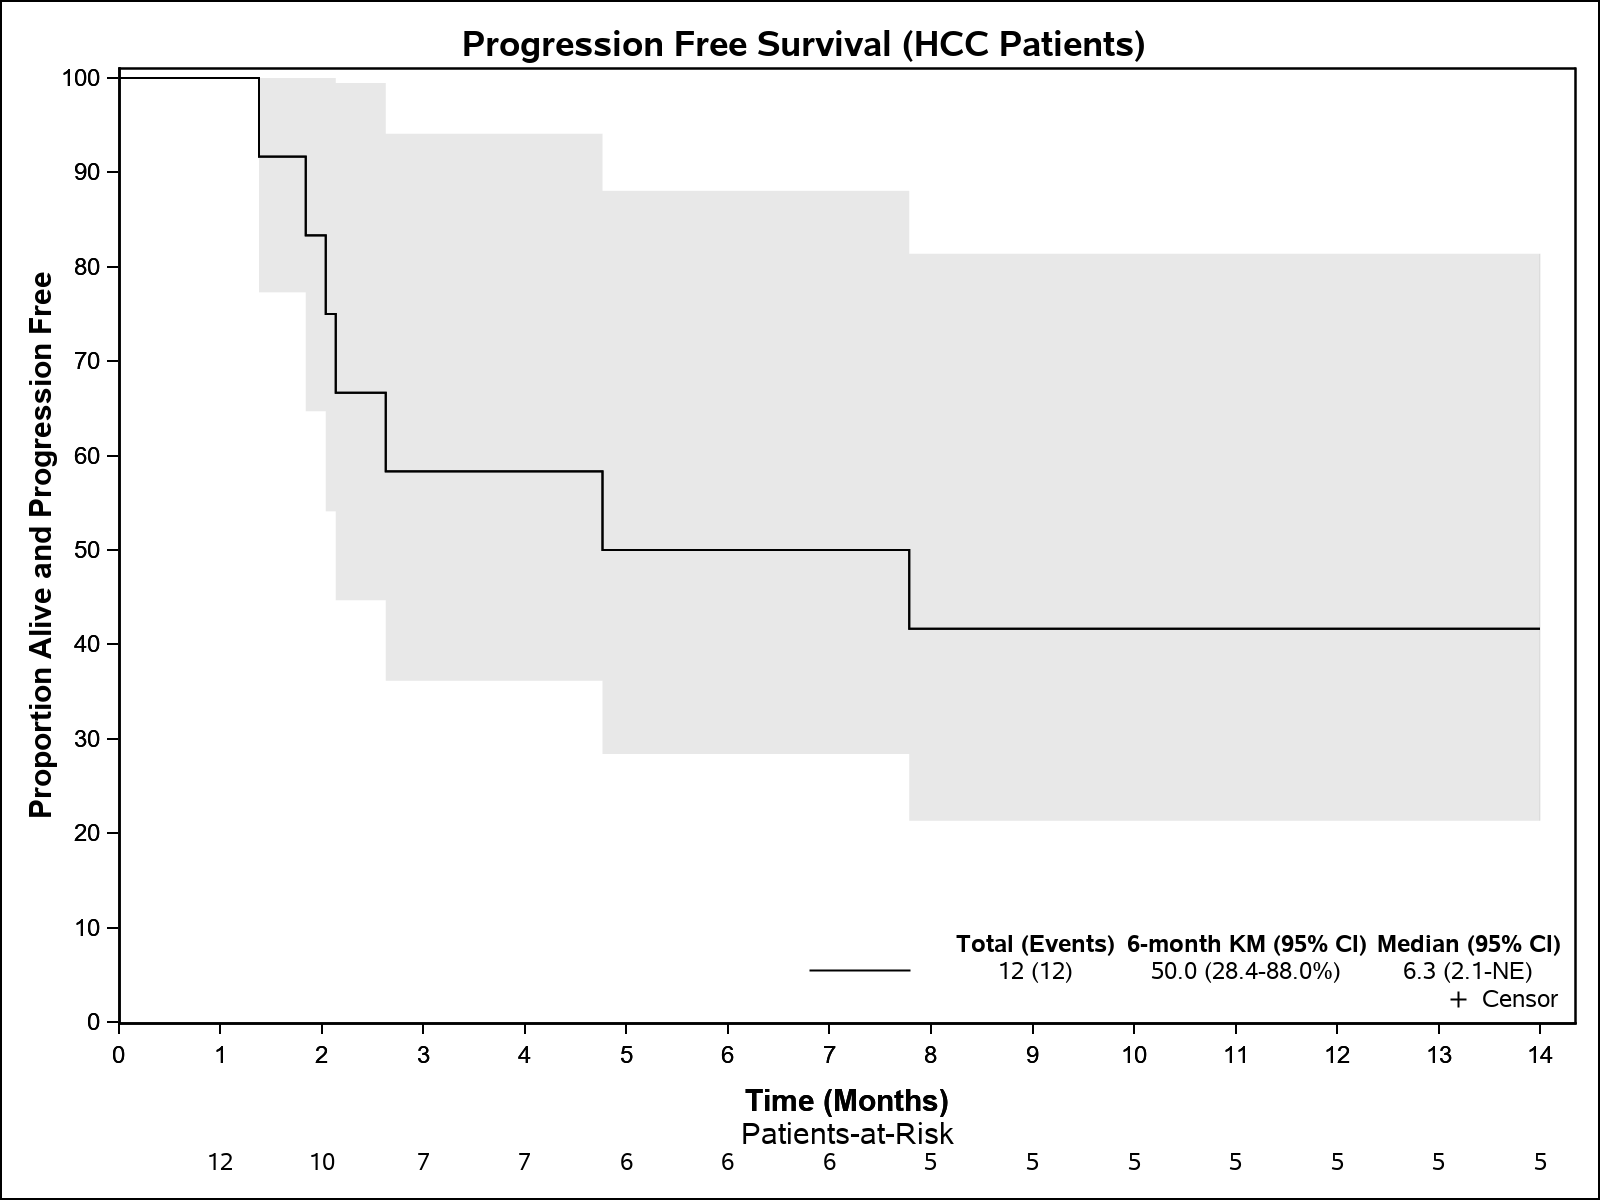 Progression Free Survival (HCC Patients)
Proportion Alive and Progression Free
100
90
80
70
60
50
40
30
20
10
0
Total (Events) 6-month KM (95% CI) Median (95% CI)
12 (12) 50.0 (28.4-88.0%) 6.3 (2.1-NE)
+ Censor
0 1 2 3 4 5 6 7 8 9 10 11 12 13 14
Time (Months)
Patients-at-Risk
12 10 7 7 6 6 6 5 5 5 5 5 5 5